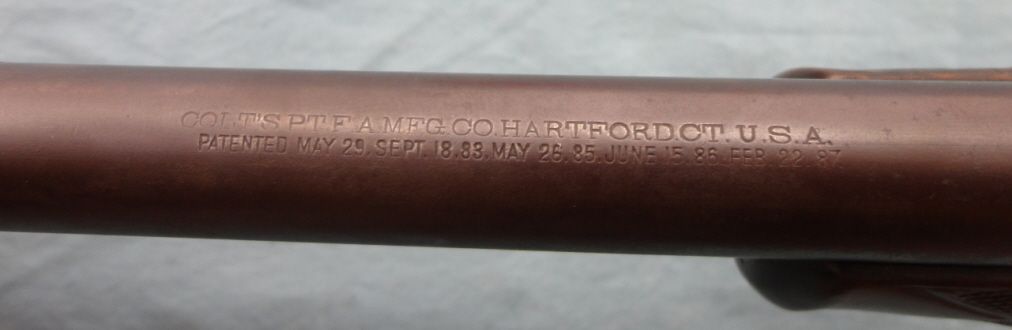 COLT'S PT. F. A. MFG. CO. HARTFORD. CT. U.S.A.
PATENTED MAY 29. SEPT. 18. 83. MAY 26. 85. JUNE 15. 86. FEB. 22. 87.